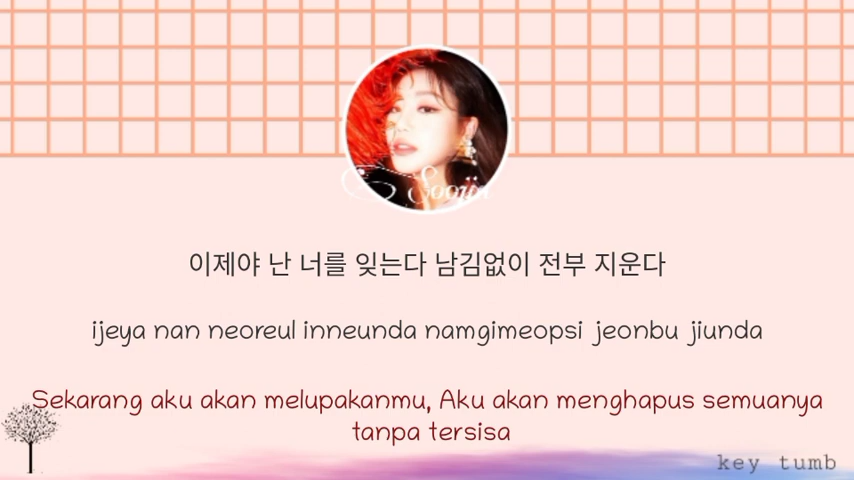 Soojin
이제야 난 너를 잊는다 남김없이 전부 지운다
ijeya nan neoreul inneunda namgimeopsi jeonbu jiunda
Sekarang aku akan melupakanmu, Aku akan menghapus semuanya
tanpa tersisa
key tumb